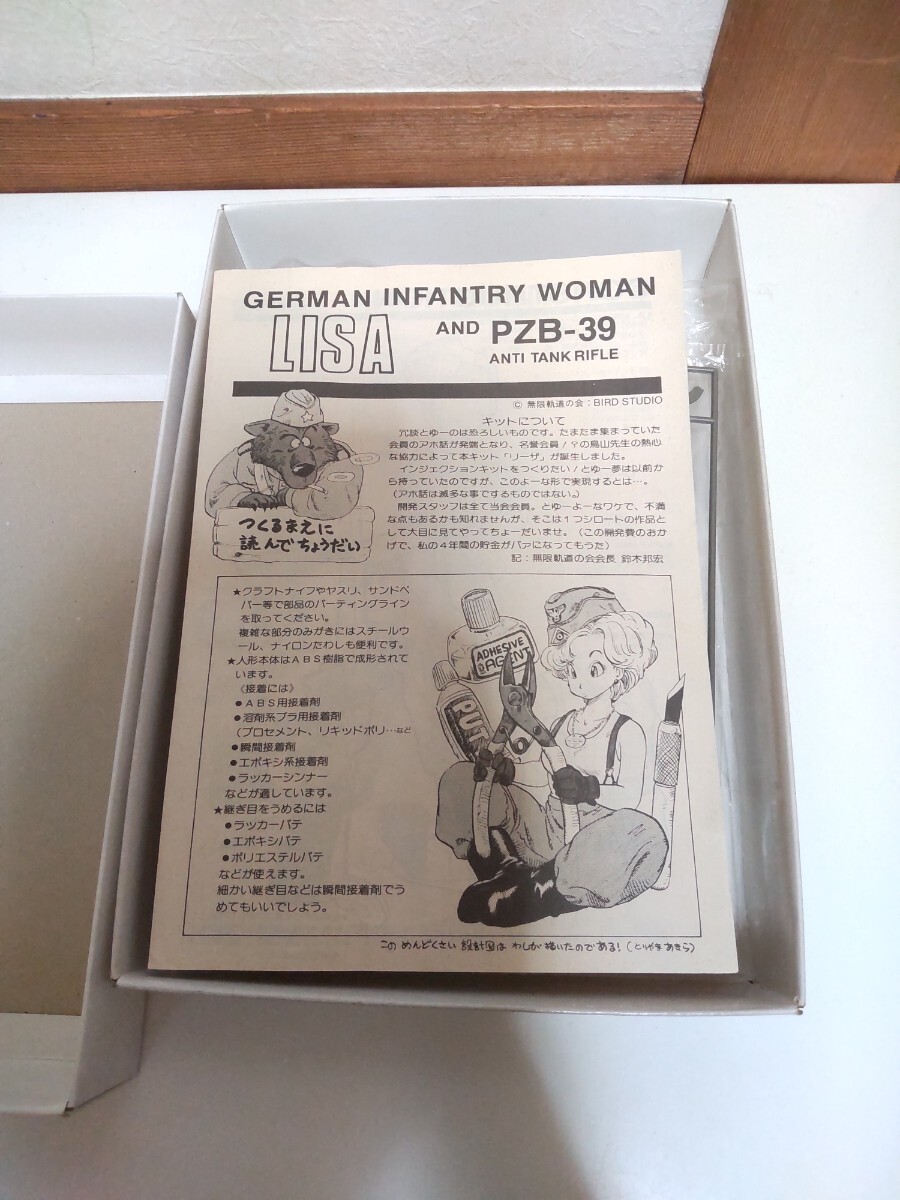 GERMAN INFANTRY WOMAN
LISA AND PZB-39
ANTI TANK RIFLE
© 無限軌道の会:BIRD STUDIO
キットについて
冗談とゆーのは恐ろしいものです。たまたま集まっていた
会員のアホ話が発端となり、名誉会員!?の鳥山先生の熱心
な協力によって本キット「リーザ」が誕生しました。
インジェクションキットをつくりたい!とゆー夢は以前か
ら持っていたのですが、このよーな形で実現するとは…。
(アホ話は滅多な事でするものではない。)
開発スタッフは全て当会会員。とゆーよーなワケで、不満
な点もあるかも知れませんが、そこは1つシロートの作品と
して大目に見てやってちょーだいませ。(この開発費のおか
げで、私の4年間の貯金がパァになってもうた)
記:無限軌道の会会長 鈴木邦宏
つくるまえに
読んでちょうだい
★クラフトナイフやヤスリ、サンドペ
パー等で部品のパーティングライン
を取ってください。
複雑な部分のみがきにはスチールウ
ール、ナイロンたわしも便利です。
★人形本体はABS樹脂で成形されて
います。
〈接着には〉
●ABS用接着剤
●溶剤系プラ用接着剤
(プロセメント、リキッドポリ…など
●瞬間接着剤
●エポキシ系接着剤
●ラッカーシンナー
などが適しています。
★継ぎ目をうめるには
●ラッカーパテ
●エポキシパテ
●ポリエステルパテ
などが使えます。
細かい継ぎ目などは瞬間接着剤でう
めてもいいでしょう。
ADHESIVE
AGENT
PUT
この めんどくさい 設計図は わしが 描いたのである!(とりやまあきら)